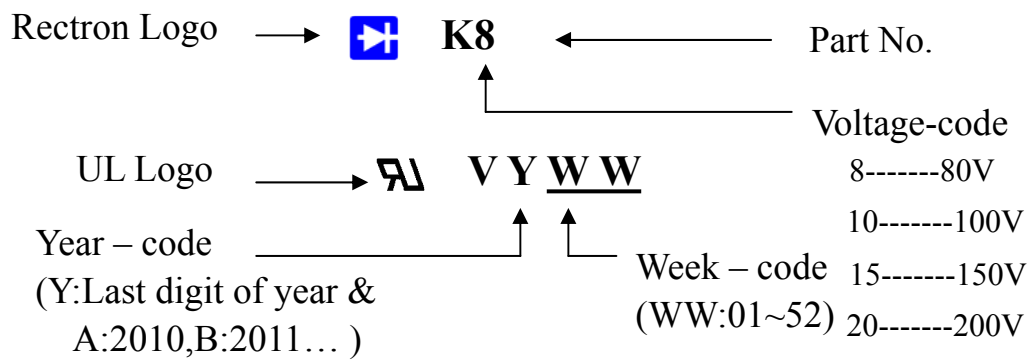 Rectron Logo K8 Part No.
Voltage-code
UL Logo V Y W W 8-------80V
10-------100V
Year – code
(Y:Last digit of year &
A:2010,B:2011… )
Week – code 15-------150V
(WW:01~52) 20-------200V